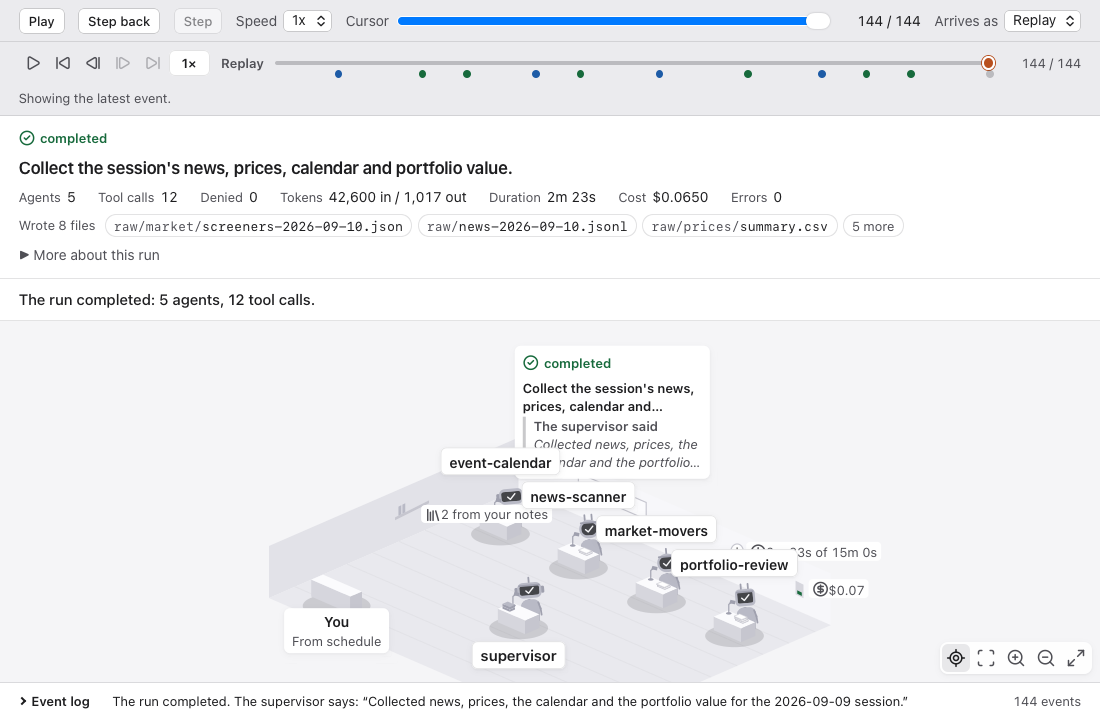 Play Step back Step Speed 1x Cursor 144 / 144 Arrives as Replay
1x Replay 144 / 144
Showing the latest event.
completed
Collect the session's news, prices, calendar and portfolio value.
Agents 5 Tool calls 12 Denied 0 Tokens 42,600 in / 1,017 out Duration 2m 23s Cost $0.0650 Errors 0
Wrote 8 files raw/market/screeners-2026-09-10.json raw/news-2026-09-10.jsonl raw/prices/summary.csv 5 more
More about this run
The run completed: 5 agents, 12 tool calls.
completed
Collect the session's news,
prices, calendar and...
The supervisor said
Collected news, prices, the
and the portfolio...
event-calendar
news-scanner
2 from your notes
market-movers
of 15m 0s
portfolio-review
$0.07
You
From schedule
supervisor
Event log The run completed. The supervisor says: “Collected news, prices, the calendar and the portfolio value for the 2026-09-09 session.” 144 events